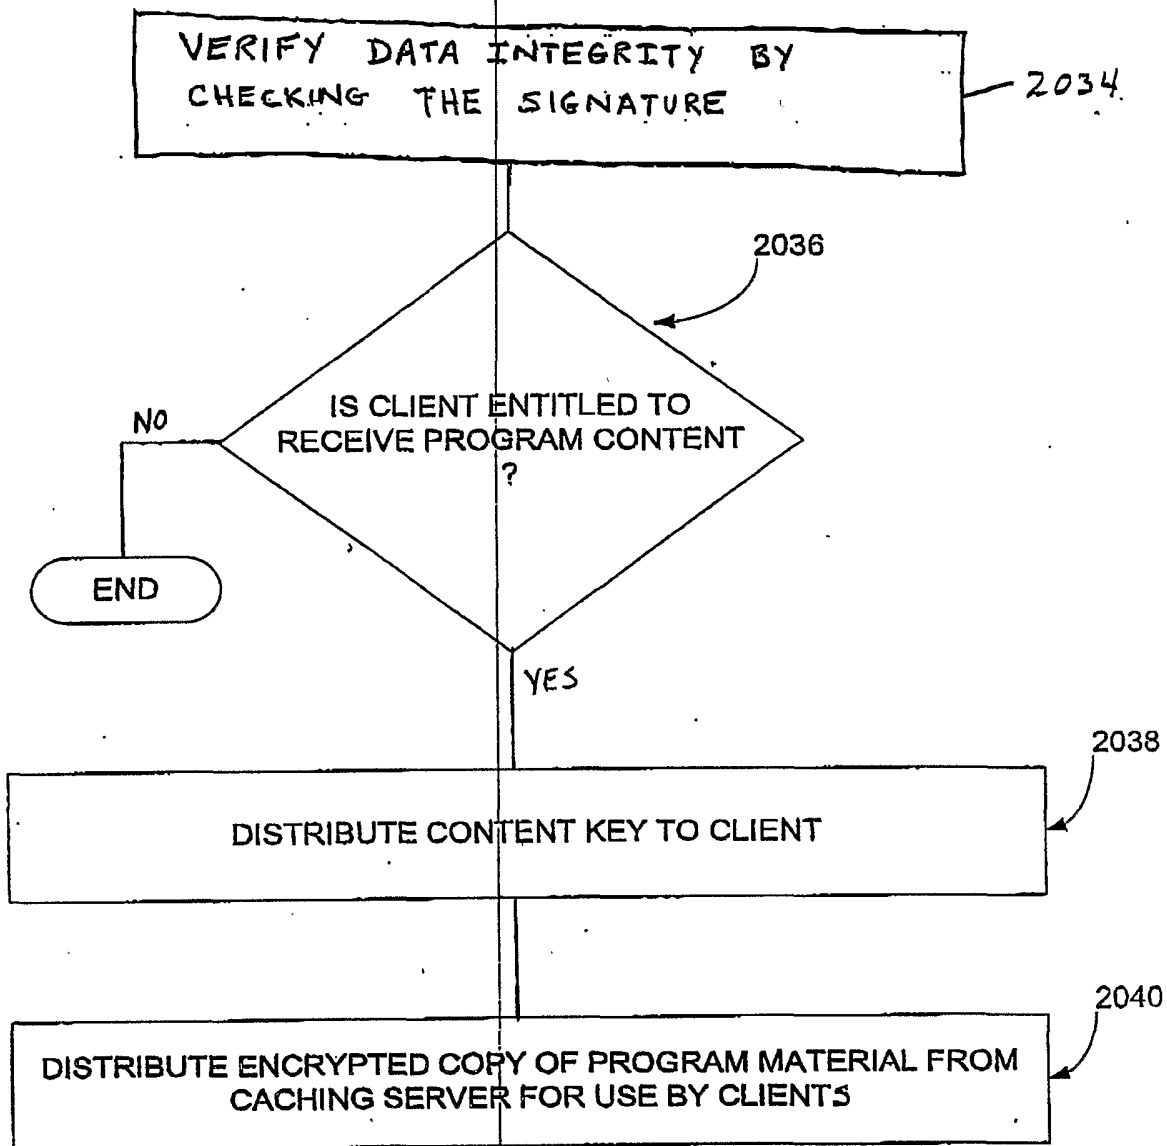 VERIFY DATA INTEGRITY BY
CHECKING THE SIGNATURE
2034
2036
IS CLIENT ENTITLED TO
RECEIVE PROGRAM CONTENT
?
NO
END
YES
2038
DISTRIBUTE CONTENT KEY TO CLIENT
2040
DISTRIBUTE ENCRYPTED COPY OF PROGRAM MATERIAL FROM
CACHING SERVER FOR USE BY CLIENTS